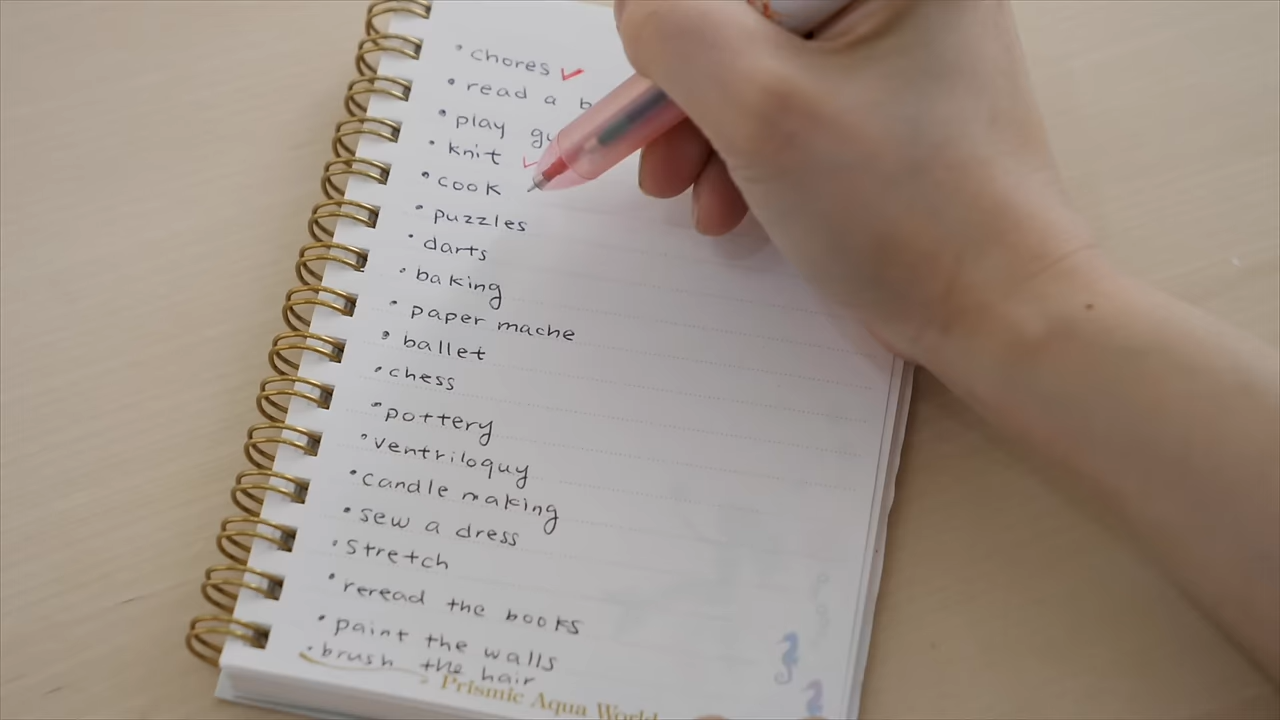 • chores ✓
• read a b
• play gu
• knit ✓
• cook
• puzzles
• darts
• baking
• paper mache
• ballet
• chess
• pottery
• ventriloquy
• candle making
• sew a dress
• stretch
• reread the books
• paint the walls
• brush the hair
Prismic Aqua World